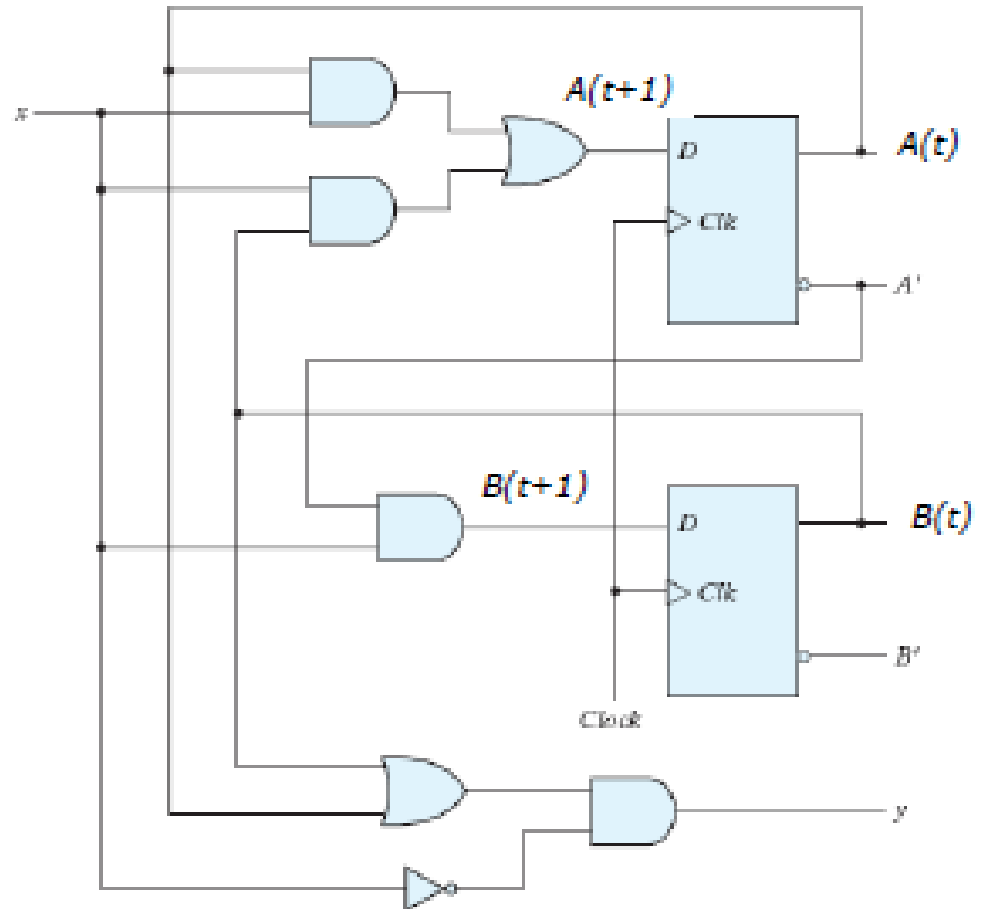 A(t+1)
x
D
A(t)
Clk
A'
B(t+1)
D
B(t)
Clk
B'
Clock
y